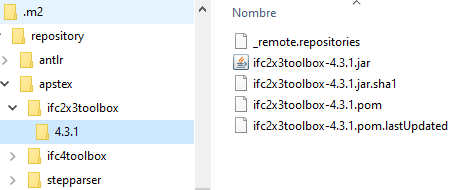 .m2
repository
antlr
apstex
ifc2x3toolbox
4.3.1
ifc4toolbox
stepparser
Nombre
_remote.repositories
ifc2x3toolbox-4.3.1.jar
ifc2x3toolbox-4.3.1.jar.sha1
ifc2x3toolbox-4.3.1.pom
ifc2x3toolbox-4.3.1.pom.lastUpdated